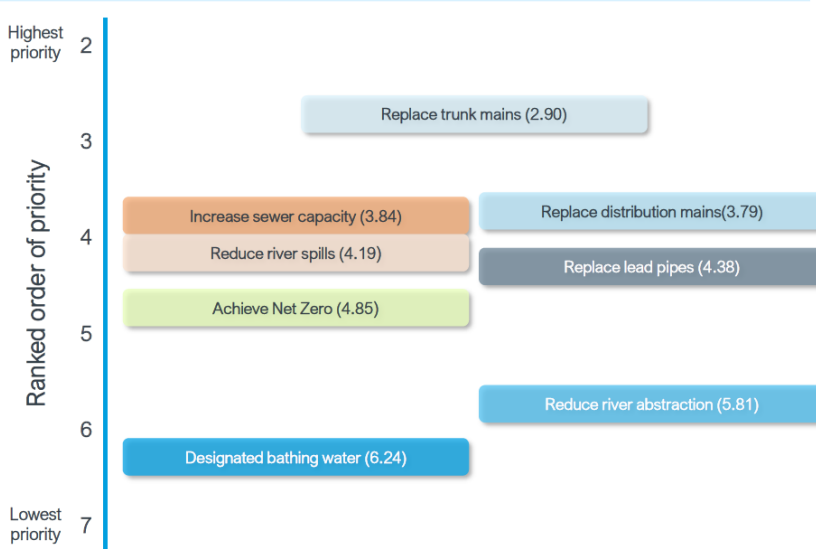 Highest
priority
2
Replace trunk mains (2.90)
3
Ranked order of priority
Increase sewer capacity (3.84)
Replace distribution mains(3.79)
4
Reduce river spills (4.19)
Replace lead pipes (4.38)
Achieve Net Zero (4.85)
5
Reduce river abstraction (5.81)
6
Designated bathing water (6.24)
Lowest
priority
7